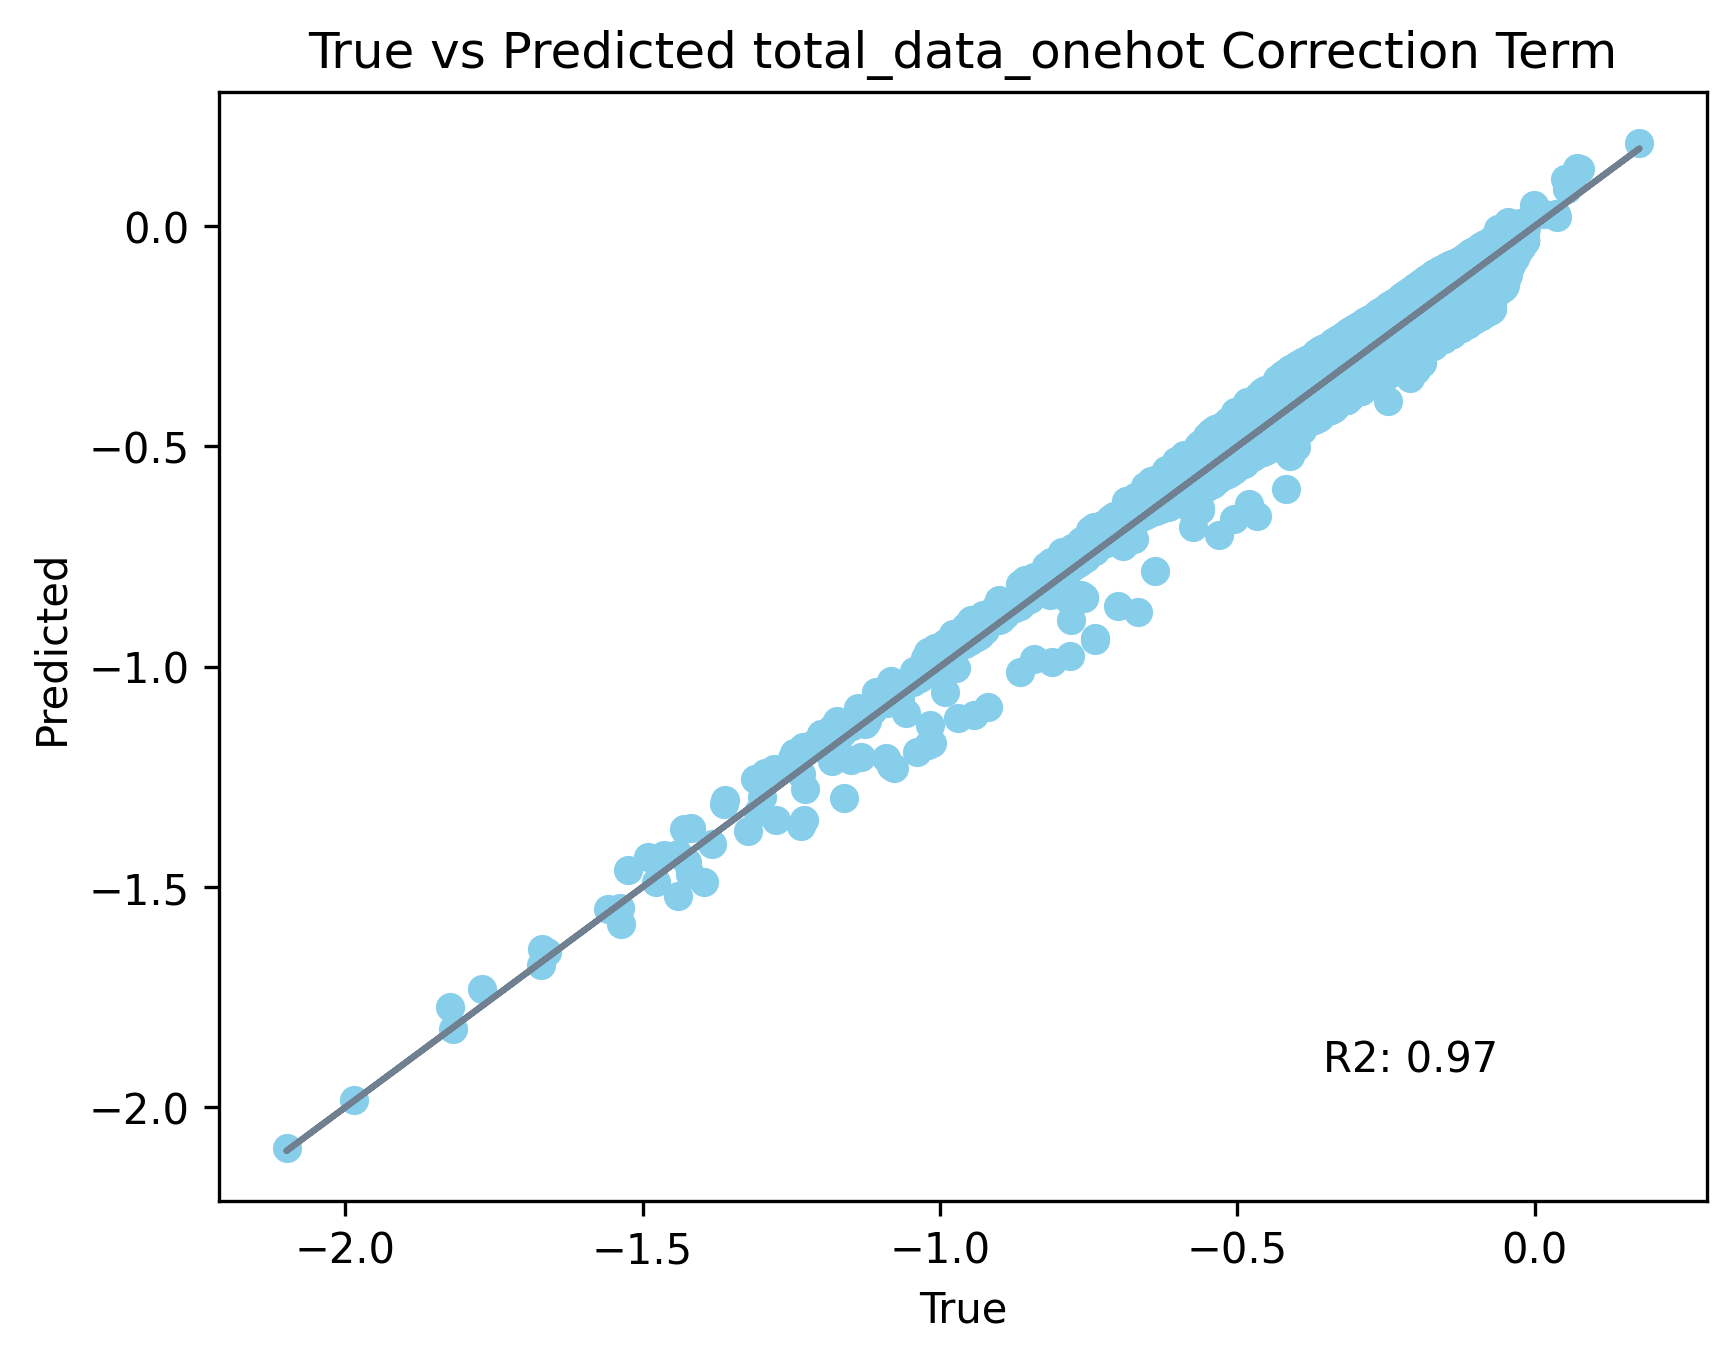 True vs Predicted total_data_onehot Correction Term
0.0
−0.5
−1.0
−1.5
−2.0
Predicted
R2: 0.97
−2.0 −1.5 −1.0 −0.5 0.0
True